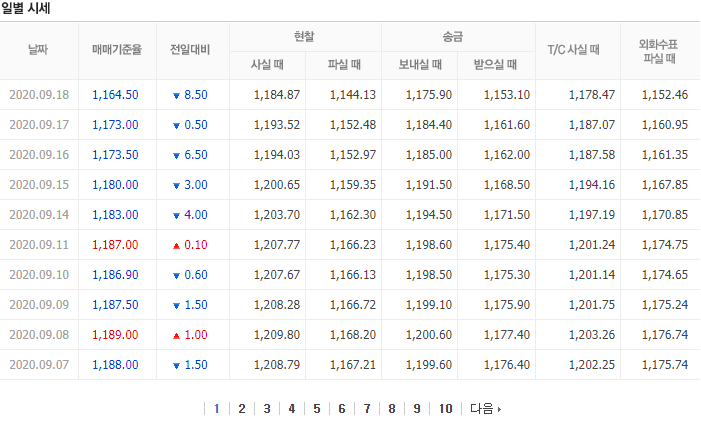 일별 시세
날짜 매매기준율 전일대비 현찰 송금 T/C 사실 때 외화수표 파실 때
사실 때 파실 때 보내실 때 받으실 때
2020.09.18 1,164.50 ▼ 8.50 1,184.87 1,144.13 1,175.90 1,153.10 1,178.47 1,152.46
2020.09.17 1,173.00 ▼ 0.50 1,193.52 1,152.48 1,184.40 1,161.60 1,187.07 1,160.95
2020.09.16 1,173.50 ▼ 6.50 1,194.03 1,152.97 1,185.00 1,162.00 1,187.58 1,161.35
2020.09.15 1,180.00 ▼ 3.00 1,200.65 1,159.35 1,191.50 1,168.50 1,194.16 1,167.85
2020.09.14 1,183.00 ▼ 4.00 1,203.70 1,162.30 1,194.50 1,171.50 1,197.19 1,170.85
2020.09.11 1,187.00 ▲ 0.10 1,207.77 1,166.23 1,198.60 1,175.40 1,201.24 1,174.75
2020.09.10 1,186.90 ▼ 0.60 1,207.67 1,166.13 1,198.50 1,175.30 1,201.14 1,174.65
2020.09.09 1,187.50 ▼ 1.50 1,208.28 1,166.72 1,199.10 1,175.90 1,201.75 1,175.24
2020.09.08 1,189.00 ▲ 1.00 1,209.80 1,168.20 1,200.60 1,177.40 1,203.26 1,176.74
2020.09.07 1,188.00 ▼ 1.50 1,208.79 1,167.21 1,199.60 1,176.40 1,202.25 1,175.74
1 2 3 4 5 6 7 8 9 10 다음